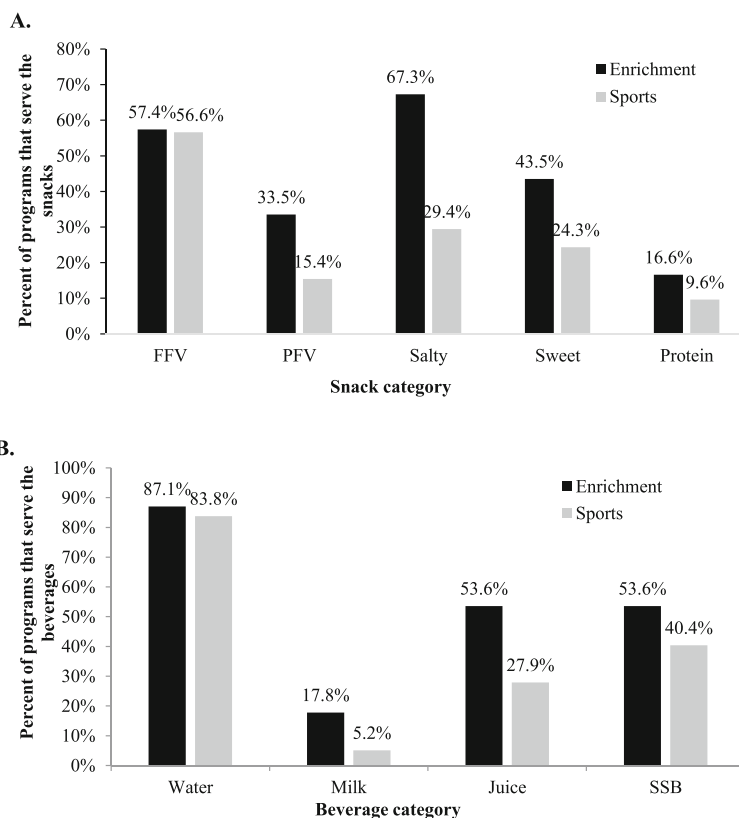 A.
Percent of programs that serve the
snacks
80%
70%
60%
50%
40%
30%
20%
10%
0%
57.4%
56.6%
33.5%
15.4%
67.3%
29.4%
43.5%
24.3%
16.6%
9.6%
Enrichment
Sports
FFV PFV Salty Sweet Protein
Snack category
B.
Percent of programs that serve the
beverages
100%
90%
80%
70%
60%
50%
40%
30%
20%
10%
0%
87.1%
83.8%
17.8%
5.2%
53.6%
27.9%
53.6%
40.4%
Enrichment
Sports
Water Milk Juice SSB
Beverage category